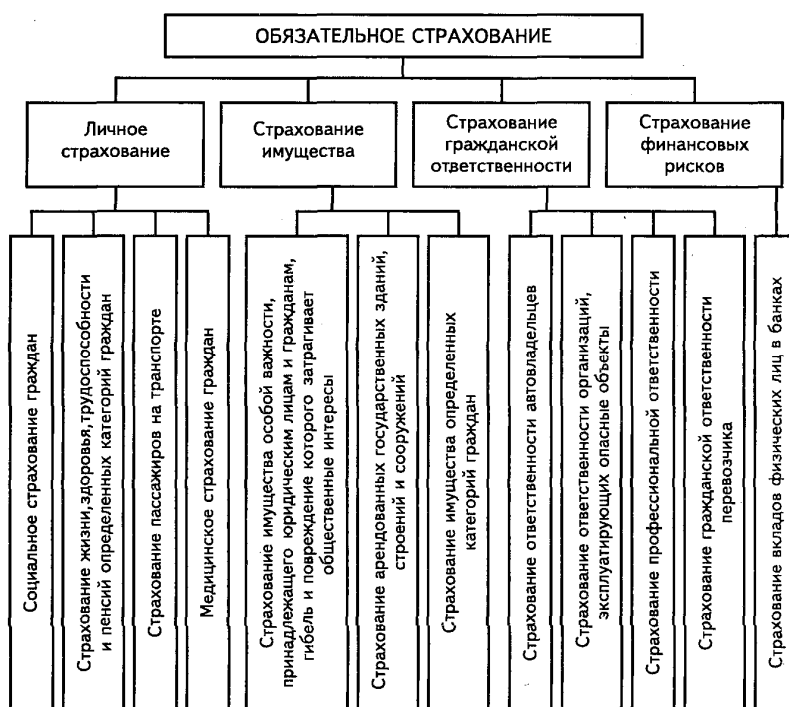 ОБЯЗАТЕЛЬНОЕ СТРАХОВАНИЕ
Личное
страхование
Страхование
имущества
Страхование
гражданской
ответственности
Страхование
финансовых
рисков
Социальное страхование граждан
Страхование жизни, здоровья, трудоспособности
и пенсий определенных категорий граждан
Страхование пассажиров на транспорте
Медицинское страхование граждан
Страхование имущества особой важности,
принадлежащего юридическим лицам и гражданам,
гибель и повреждение которого затрагивает
общественные интересы
Страхование арендованных государственных зданий,
строений и сооружений
Страхование имущества определенных
категорий граждан
Страхование ответственности автовладельцев
Страхование ответственности организаций,
эксплуатирующих опасные объекты
Страхование профессиональной ответственности
Страхование гражданской ответственности
перевозчика
Страхование вкладов физических лиц в банках